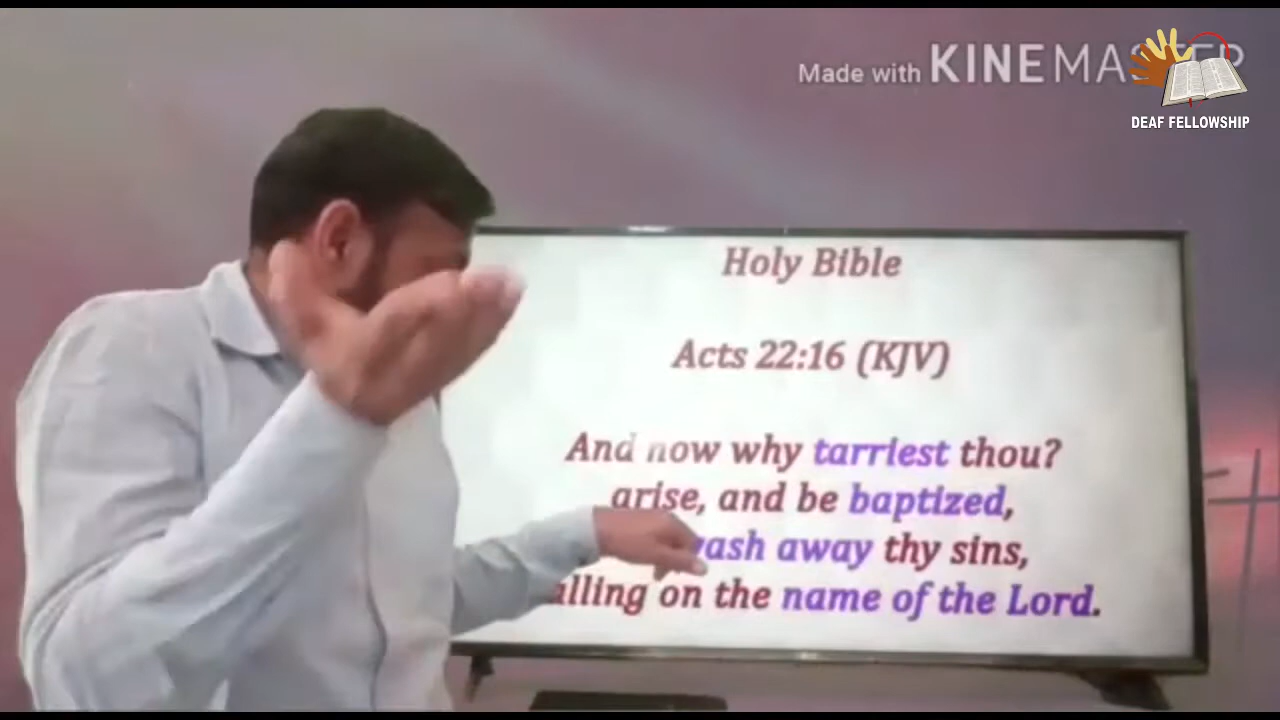 Made with KINEMASTER
DEAF FELLOWSHIP
Holy Bible
Acts 22:16 (KJV)
And now why tarriest thou?
arise, and be baptized,
away thy sins,
on the name of the Lord.